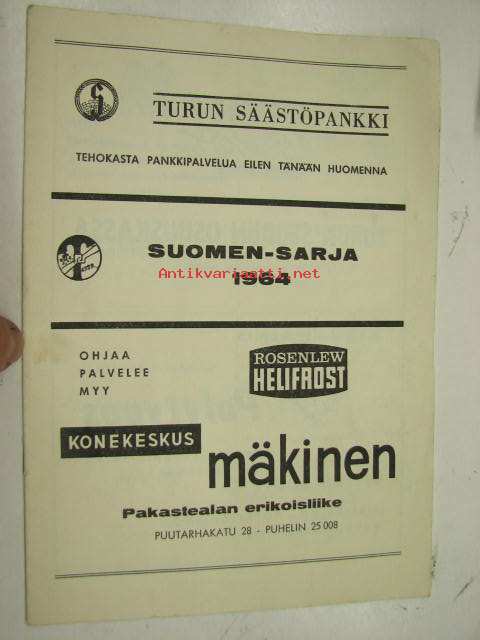 TURUN SÄÄSTÖPANKKI
TEHOKASTA PANKKIPALVELUA EILEN TÄNÄÄN HUOMENNA
SUOMEN-SARJA
Antikvariaatti.net
1964
OHJAA
PALVELEE
MYY
ROSENLEW
HELIFROST
KONEKESKUS
mäkinen
Pakastealan erikoisliike
PUUTARHAKATU 28 - PUHELIN 25 008